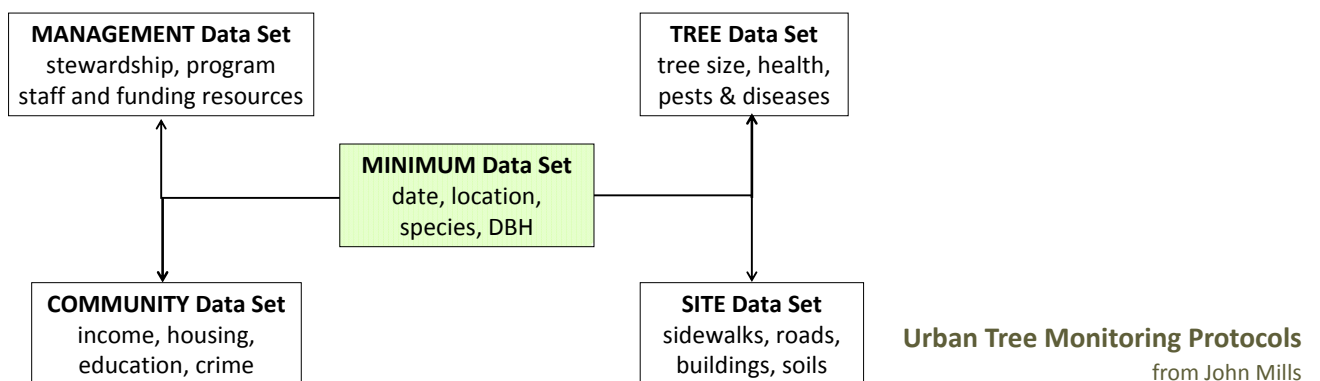 MANAGEMENT Data Set
stewardship, program
staff and funding resources
TREE Data Set
tree size, health,
pests & diseases
MINIMUM Data Set
date, location,
species, DBH
COMMUNITY Data Set
income, housing,
education, crime
SITE Data Set
sidewalks, roads,
buildings, soils
Urban Tree Monitoring Protocols
from John Mills